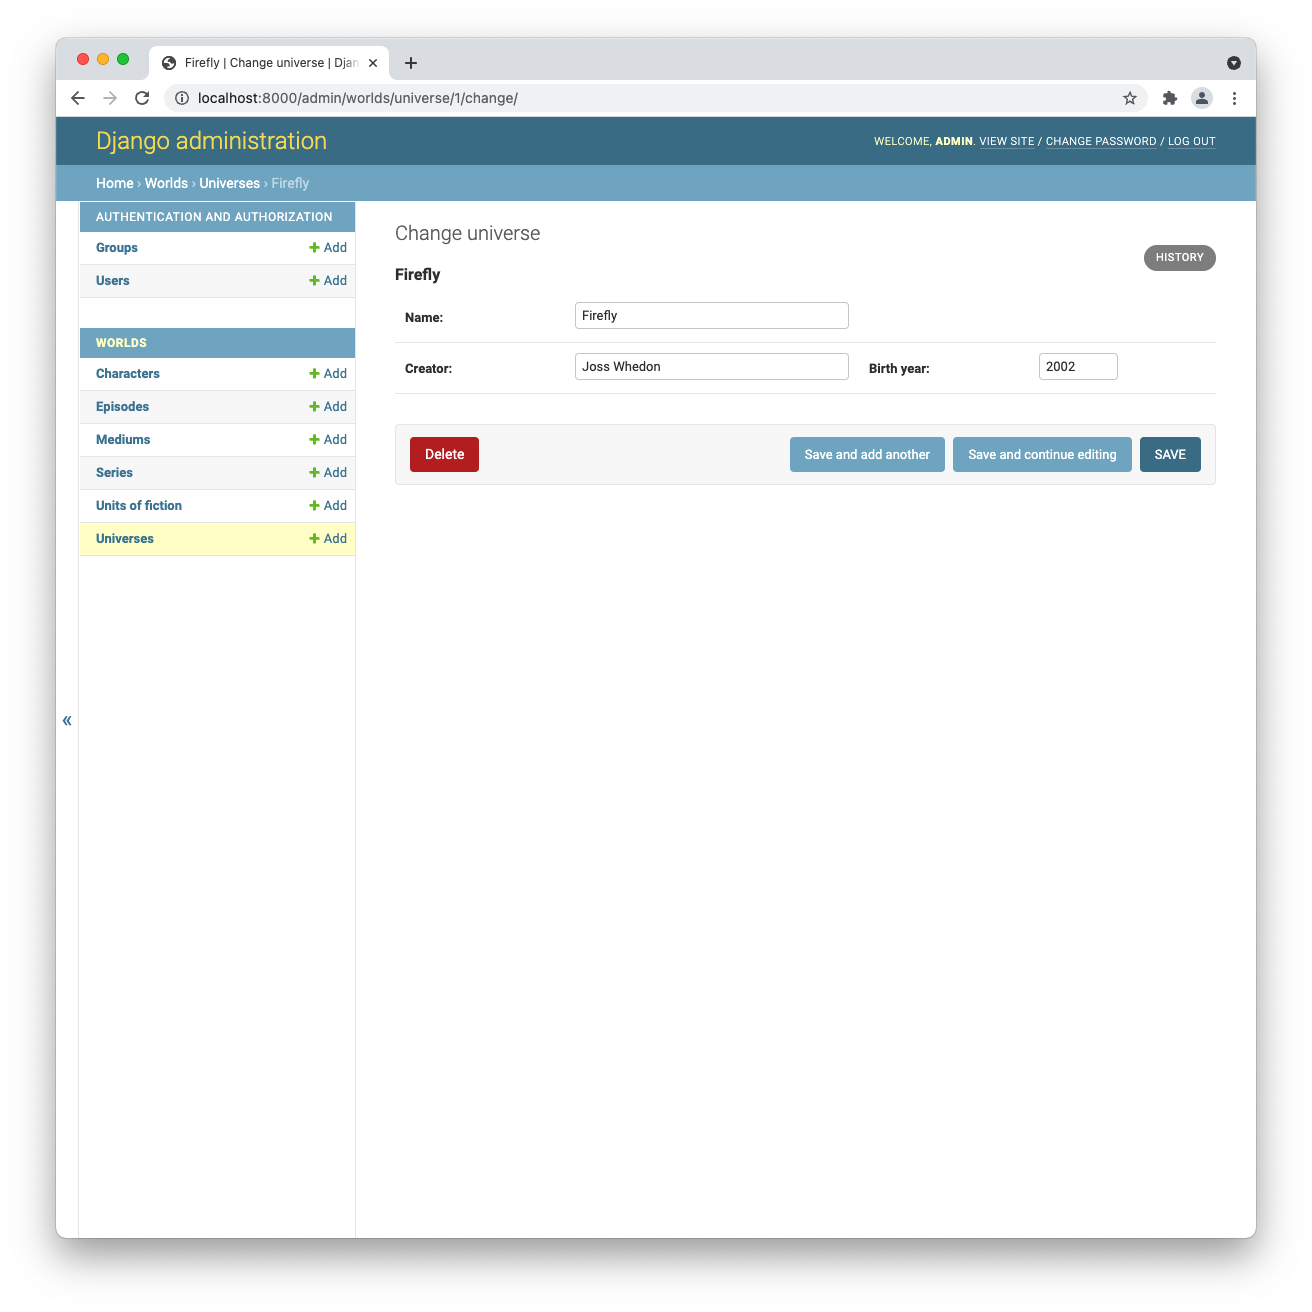 Firefly | Change universe | Djan
localhost:8000/admin/worlds/universe/1/change/
Django administration
WELCOME, ADMIN. VIEW SITE / CHANGE PASSWORD / LOG OUT
Home › Worlds › Universes › Firefly
AUTHENTICATION AND AUTHORIZATION
Groups + Add
Users + Add
WORLDS
Characters + Add
Episodes + Add
Mediums + Add
Series + Add
Units of fiction + Add
Universes + Add
«
Change universe
HISTORY
Firefly
Name: Firefly
Creator: Joss Whedon Birth year: 2002
Delete Save and add another Save and continue editing SAVE